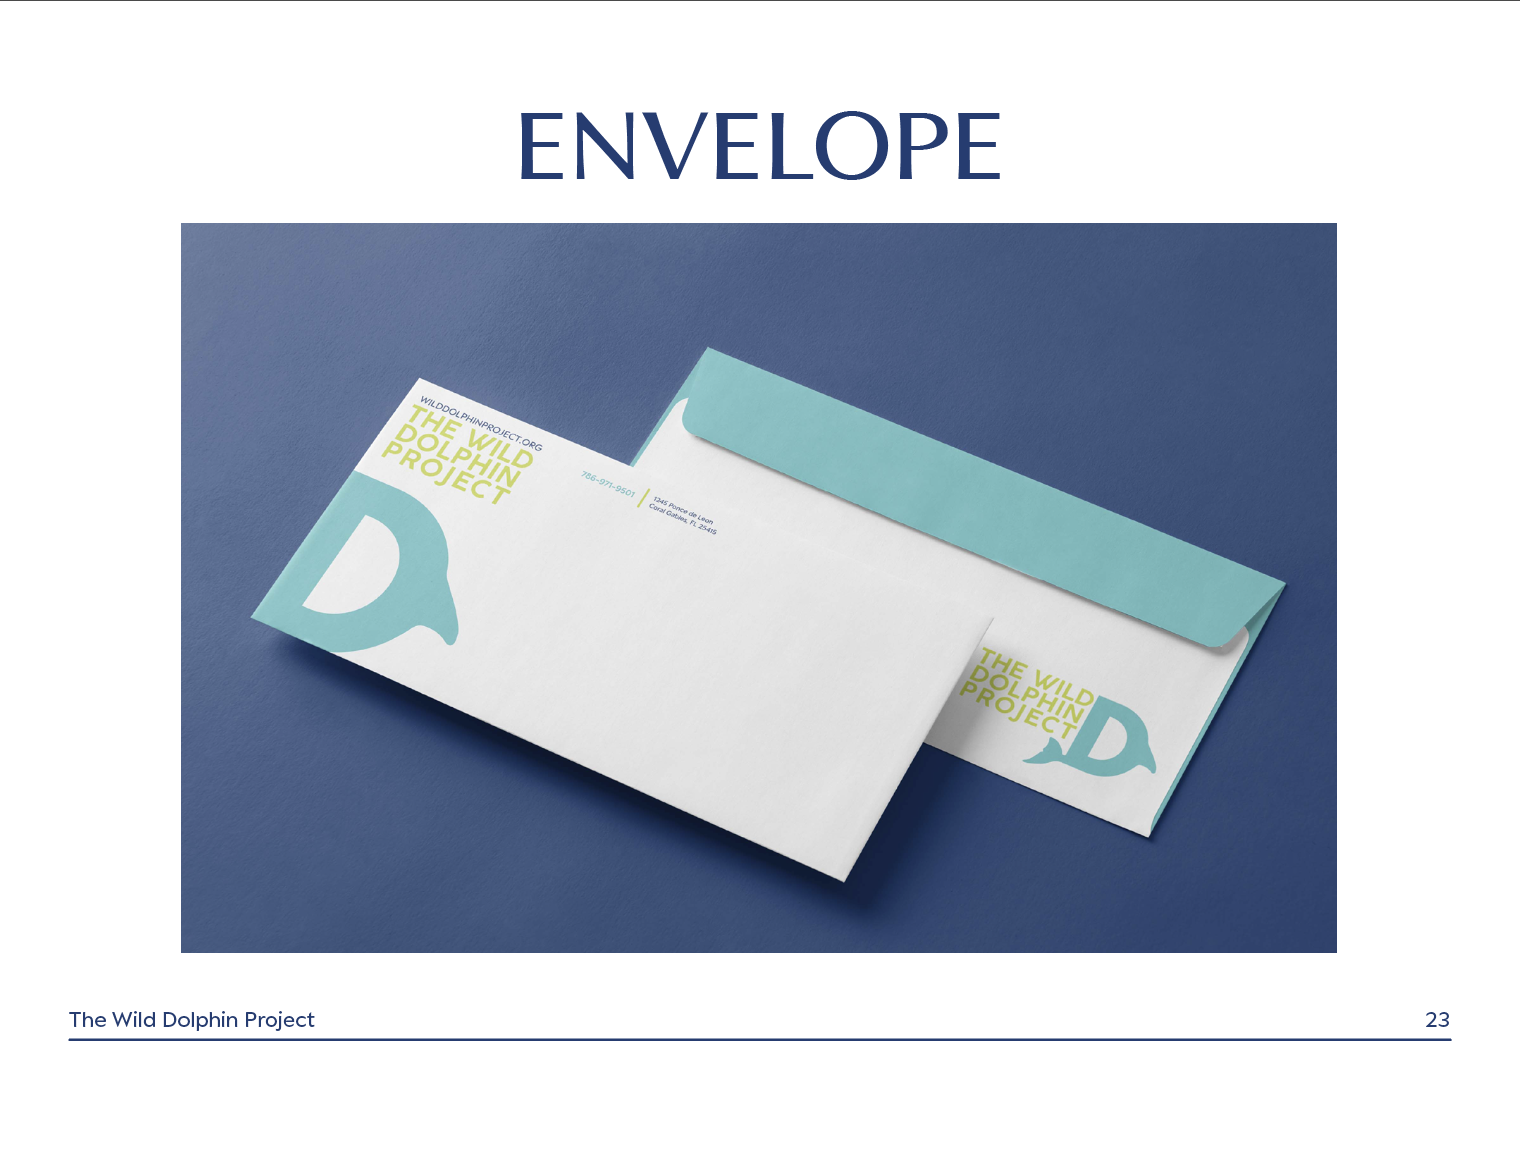 ENVELOPE
WILDDOLPHINPROJECT.ORG
THE WILD
DOLPHIN
PROJECT
786-971-9501
1245 Ponce de Leon
Coral Gables, FL 25415
THE WILD
DOLPHIN
PROJECT
D
The Wild Dolphin Project
23